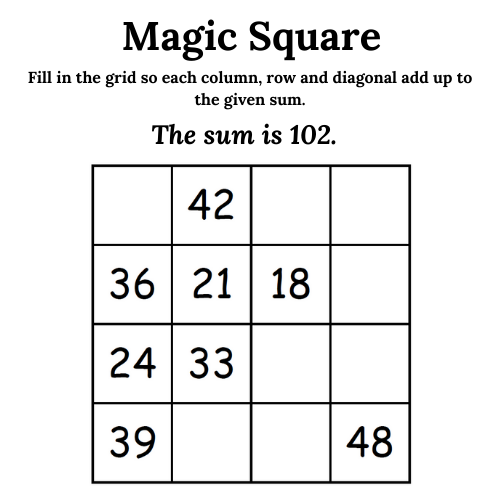 Magic Square
Fill in the grid so each column, row and diagonal add up to
the given sum.
The sum is 102.
42
36 21 18
24 33
39 48